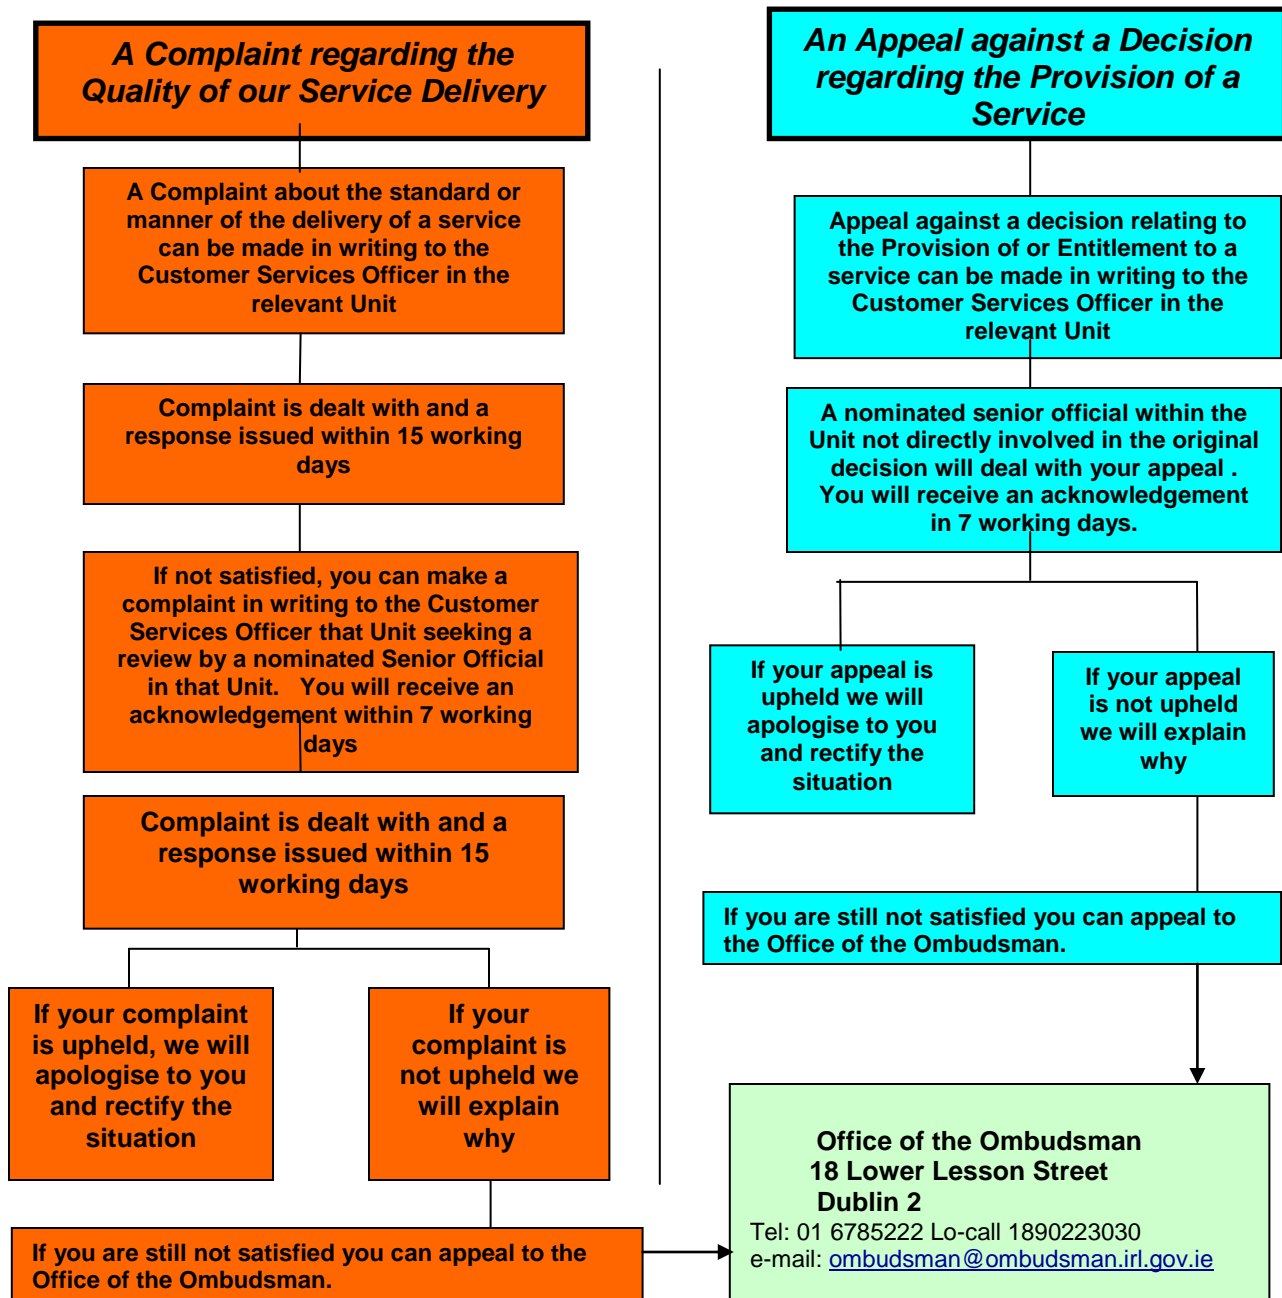 A Complaint regarding the
Quality of our Service Delivery
A Complaint about the standard or
manner of the delivery of a service
can be made in writing to the
Customer Services Officer in the
relevant Unit
Complaint is dealt with and a
response issued within 15 working
days
If not satisfied, you can make a
complaint in writing to the Customer
Services Officer that Unit seeking a
review by a nominated Senior Official
in that Unit. You will receive an
acknowledgement within 7 working
days
Complaint is dealt with and a
response issued within 15
working days
If your complaint
is upheld, we will
apologise to you
and rectify the
situation
If your
complaint is
not upheld we
will explain
why
If you are still not satisfied you can appeal to the
Office of the Ombudsman.
An Appeal against a Decision
regarding the Provision of a
Service
Appeal against a decision relating to
the Provision of or Entitlement to a
service can be made in writing to the
Customer Services Officer in the
relevant Unit
A nominated senior official within the
Unit not directly involved in the original
decision will deal with your appeal .
You will receive an acknowledgement
in 7 working days.
If your appeal is
upheld we will
apologise to you
and rectify the
situation
If your appeal
is not upheld
we will explain
why
If you are still not satisfied you can appeal to
the Office of the Ombudsman.
Office of the Ombudsman
18 Lower Lesson Street
Dublin 2
Tel: 01 6785222 Lo-call 1890223030
e-mail: ombudsman@ombudsman.irl.gov.ie